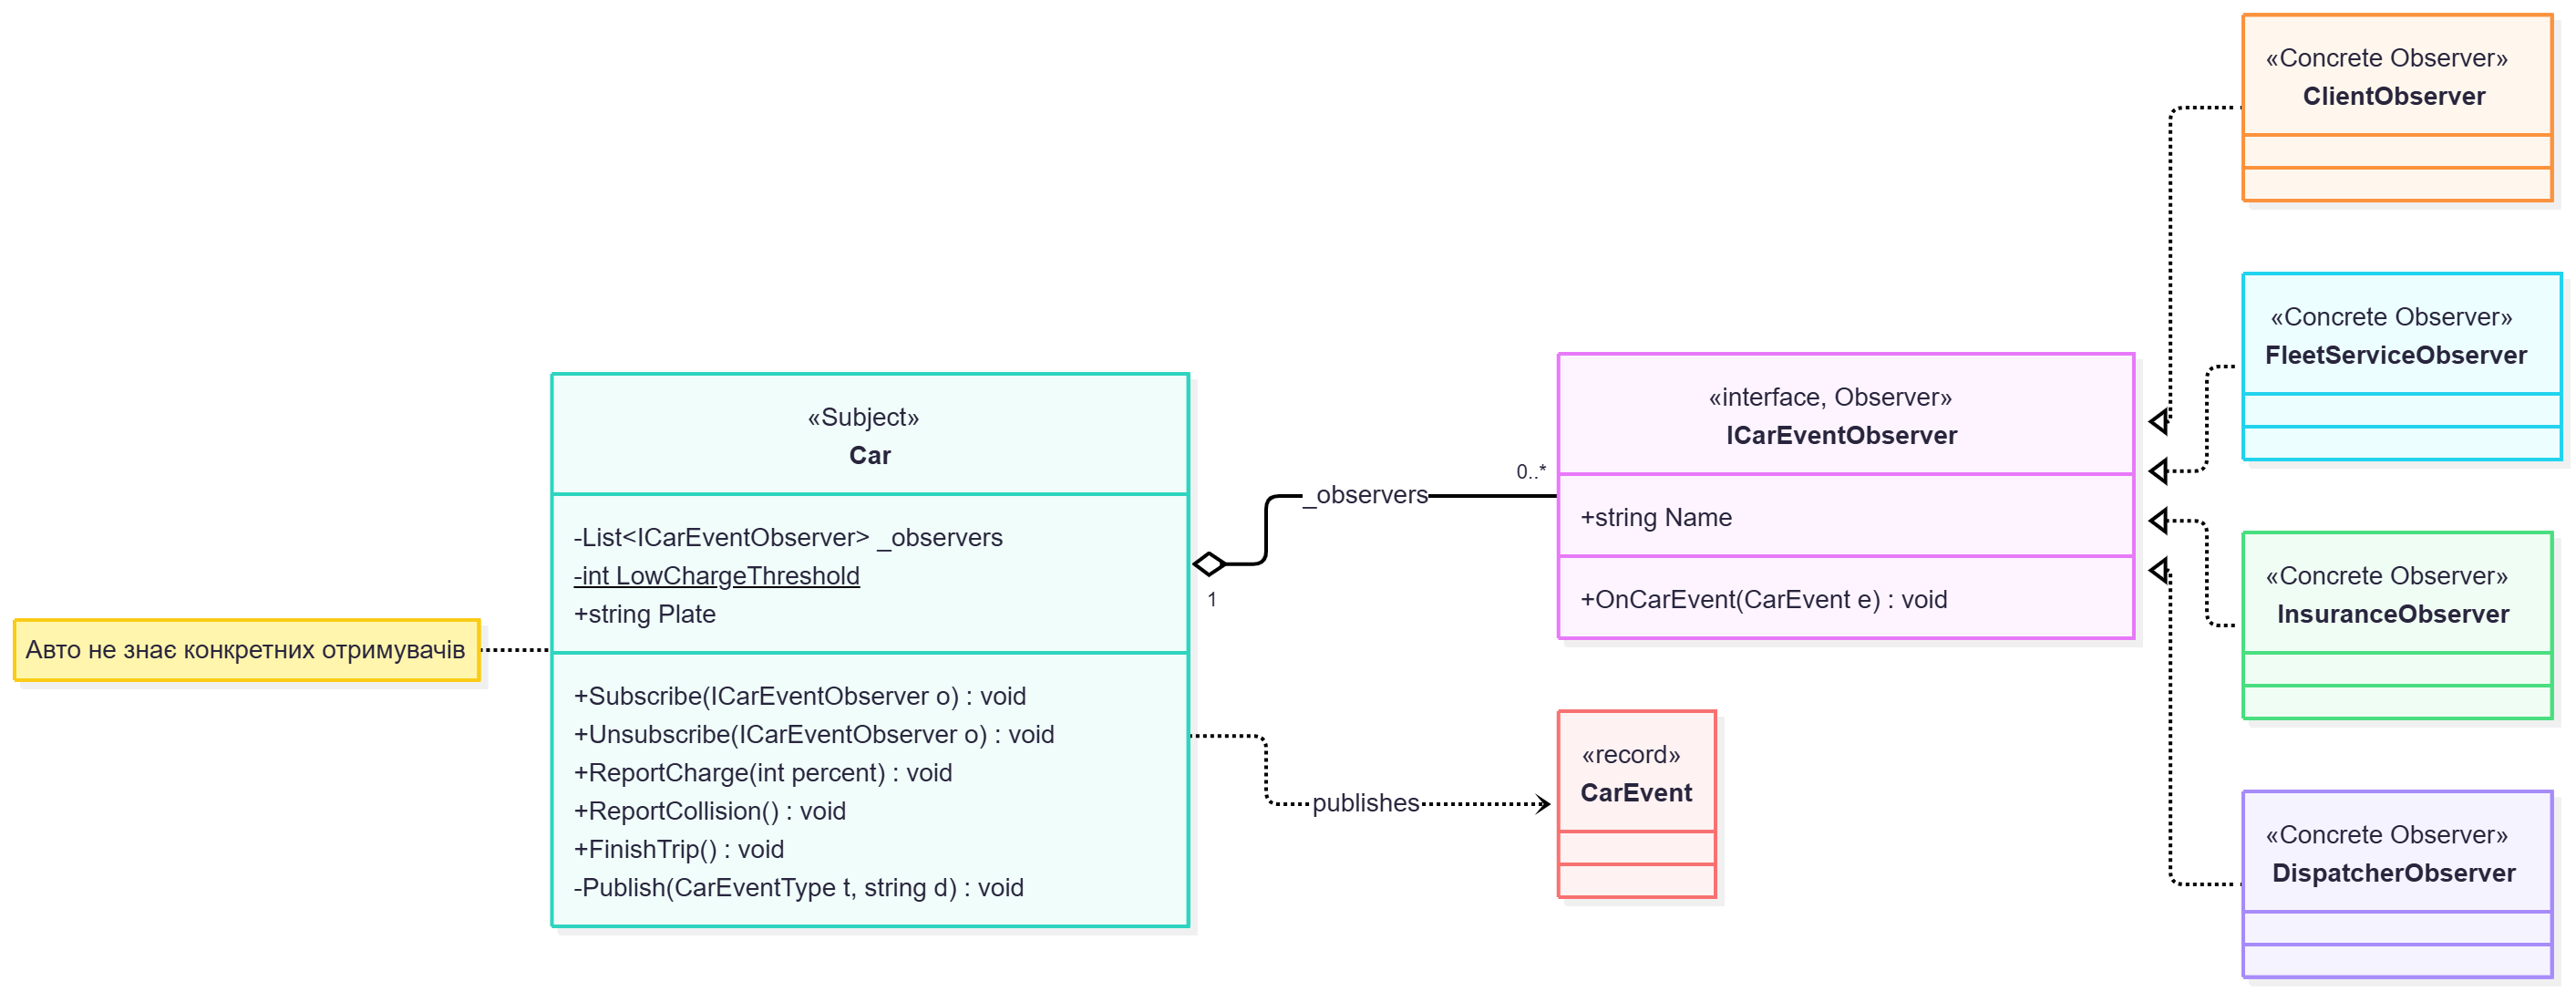 Авто не знає конкретних отримувачів
«Subject»
Car
-List<ICarEventObserver> _observers
-int LowChargeThreshold
+string Plate
+Subscribe(ICarEventObserver o) : void
+Unsubscribe(ICarEventObserver o) : void
+ReportCharge(int percent) : void
+ReportCollision() : void
+FinishTrip() : void
-Publish(CarEventType t, string d) : void
1
_observers
0..*
publishes
«interface, Observer»
ICarEventObserver
+string Name
+OnCarEvent(CarEvent e) : void
«record»
CarEvent
«Concrete Observer»
ClientObserver
«Concrete Observer»
FleetServiceObserver
«Concrete Observer»
InsuranceObserver
«Concrete Observer»
DispatcherObserver